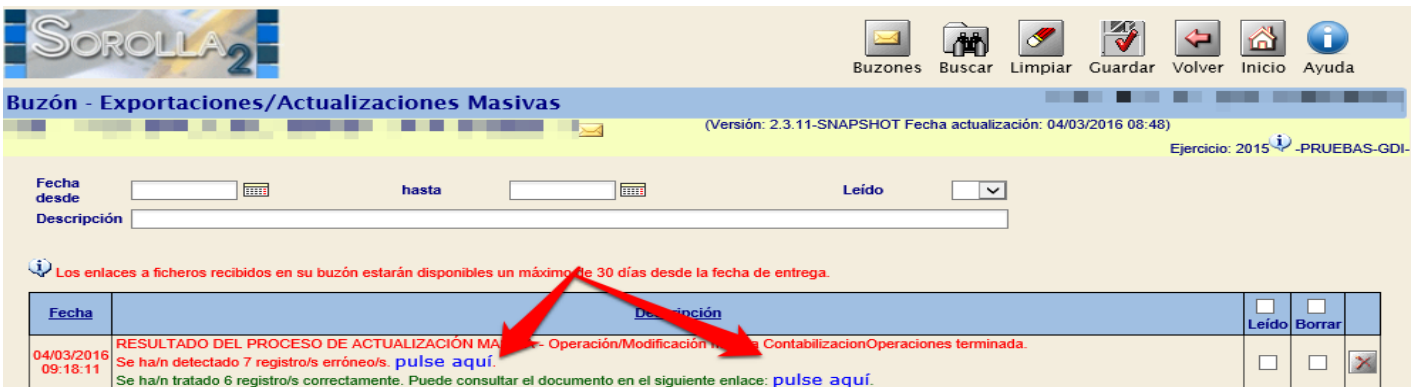 SOROLLA2
Buzones Buscar Limpiar Guardar Volver Inicio Ayuda
Buzón - Exportaciones/Actualizaciones Masivas
(Versión: 2.3.11-SNAPSHOT Fecha actualización: 04/03/2016 08:48)
Ejercicio: 2015 -PRUEBAS-GDI-
Fecha desde hasta Leído
Descripción
Los enlaces a ficheros recibidos en su buzón estarán disponibles un máximo de 30 días desde la fecha de entrega.
Fecha Descripción Leído Borrar
04/03/2016 09:18:11
RESULTADO DEL PROCESO DE ACTUALIZACIÓN - Operación/Modificación ContabilizacionOperaciones terminada.
Se ha/n detectado 7 registro/s erróneo/s. pulse aquí.
Se ha/n tratado 6 registro/s correctamente. Puede consultar el documento en el siguiente enlace: pulse aquí.